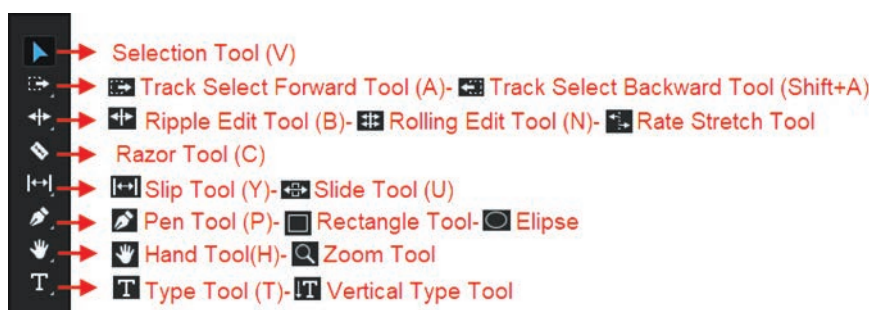 Selection Tool (V)
Track Select Forward Tool (A)- Track Select Backward Tool (Shift+A)
Ripple Edit Tool (B)- Rolling Edit Tool (N)- Rate Stretch Tool
Razor Tool (C)
Slip Tool (Y)- Slide Tool (U)
Pen Tool (P)- Rectangle Tool- Elipse
Hand Tool(H)- Zoom Tool
Type Tool (T)- Vertical Type Tool